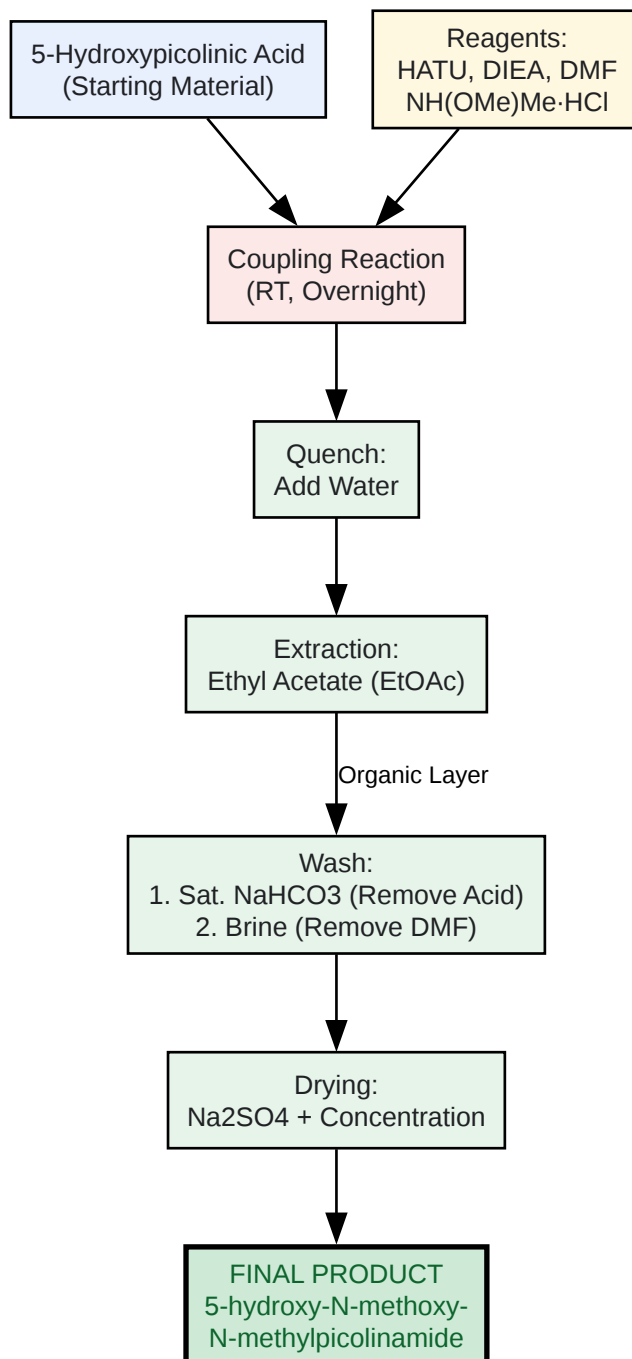 5-Hydroxypicolinic Acid
(Starting Material)
Reagents:
HATU, DIEA, DMF
NH(OMe)Me·HCl
Coupling Reaction
(RT, Overnight)
Quench:
Add Water
Extraction:
Ethyl Acetate (EtOAc)
Organic Layer
Wash:
1. Sat. NaHCO3 (Remove Acid)
2. Brine (Remove DMF)
Drying:
Na2SO4 + Concentration
FINAL PRODUCT
5-hydroxy-N-methoxy-
N-methylpicolinamide